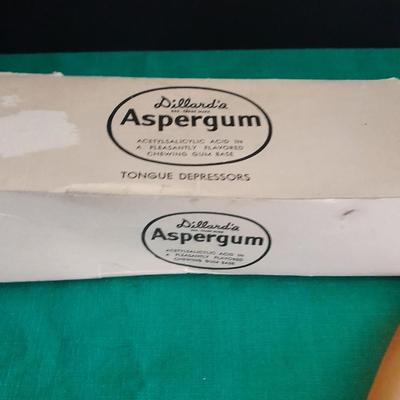 Dillard's
Aspergum
ACETYLSALICYLIC ACID IN
A PLEASANTLY FLAVORED
CHEWING GUM BASE
TONGUE DEPRESSORS
Dillard's
Aspergum
ACETYLSALICYLIC ACID IN
A PLEASANTLY FLAVORED
CHEWING GUM BASE